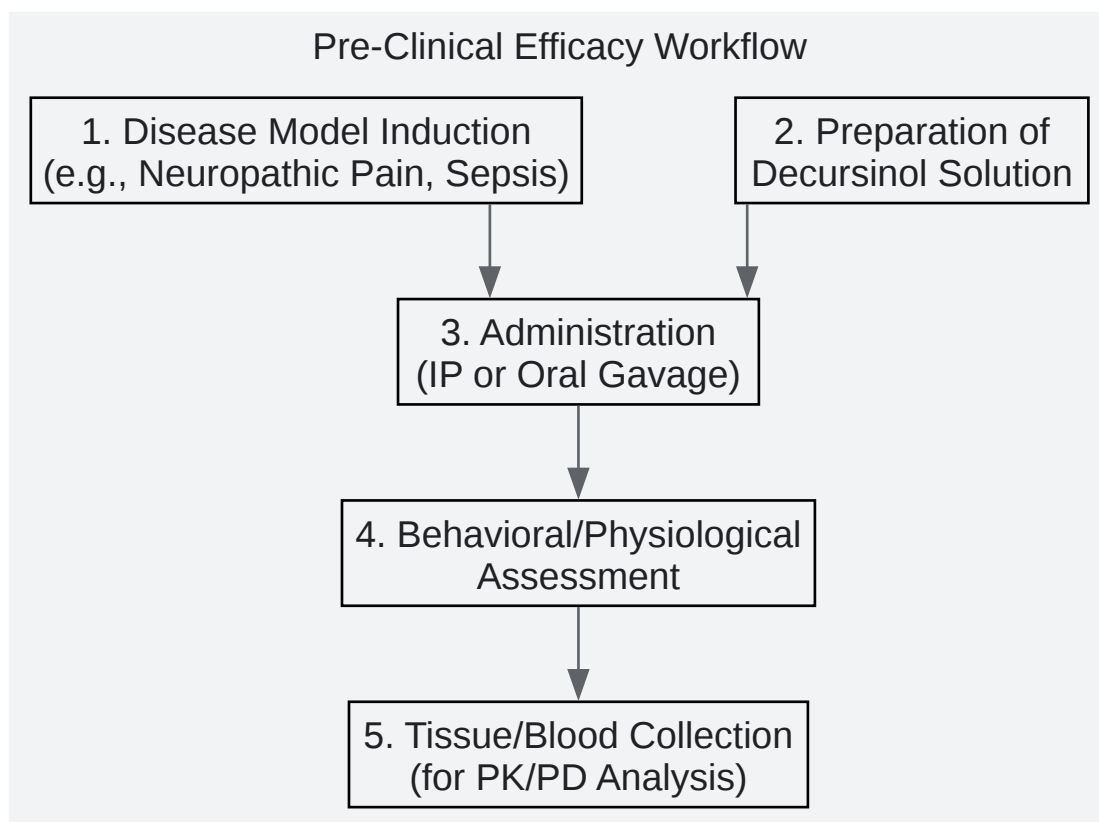 Pre-Clinical Efficacy Workflow
1. Disease Model Induction
(e.g., Neuropathic Pain, Sepsis)
2. Preparation of
Decursinol Solution
3. Administration
(IP or Oral Gavage)
4. Behavioral/Physiological
Assessment
5. Tissue/Blood Collection
(for PK/PD Analysis)